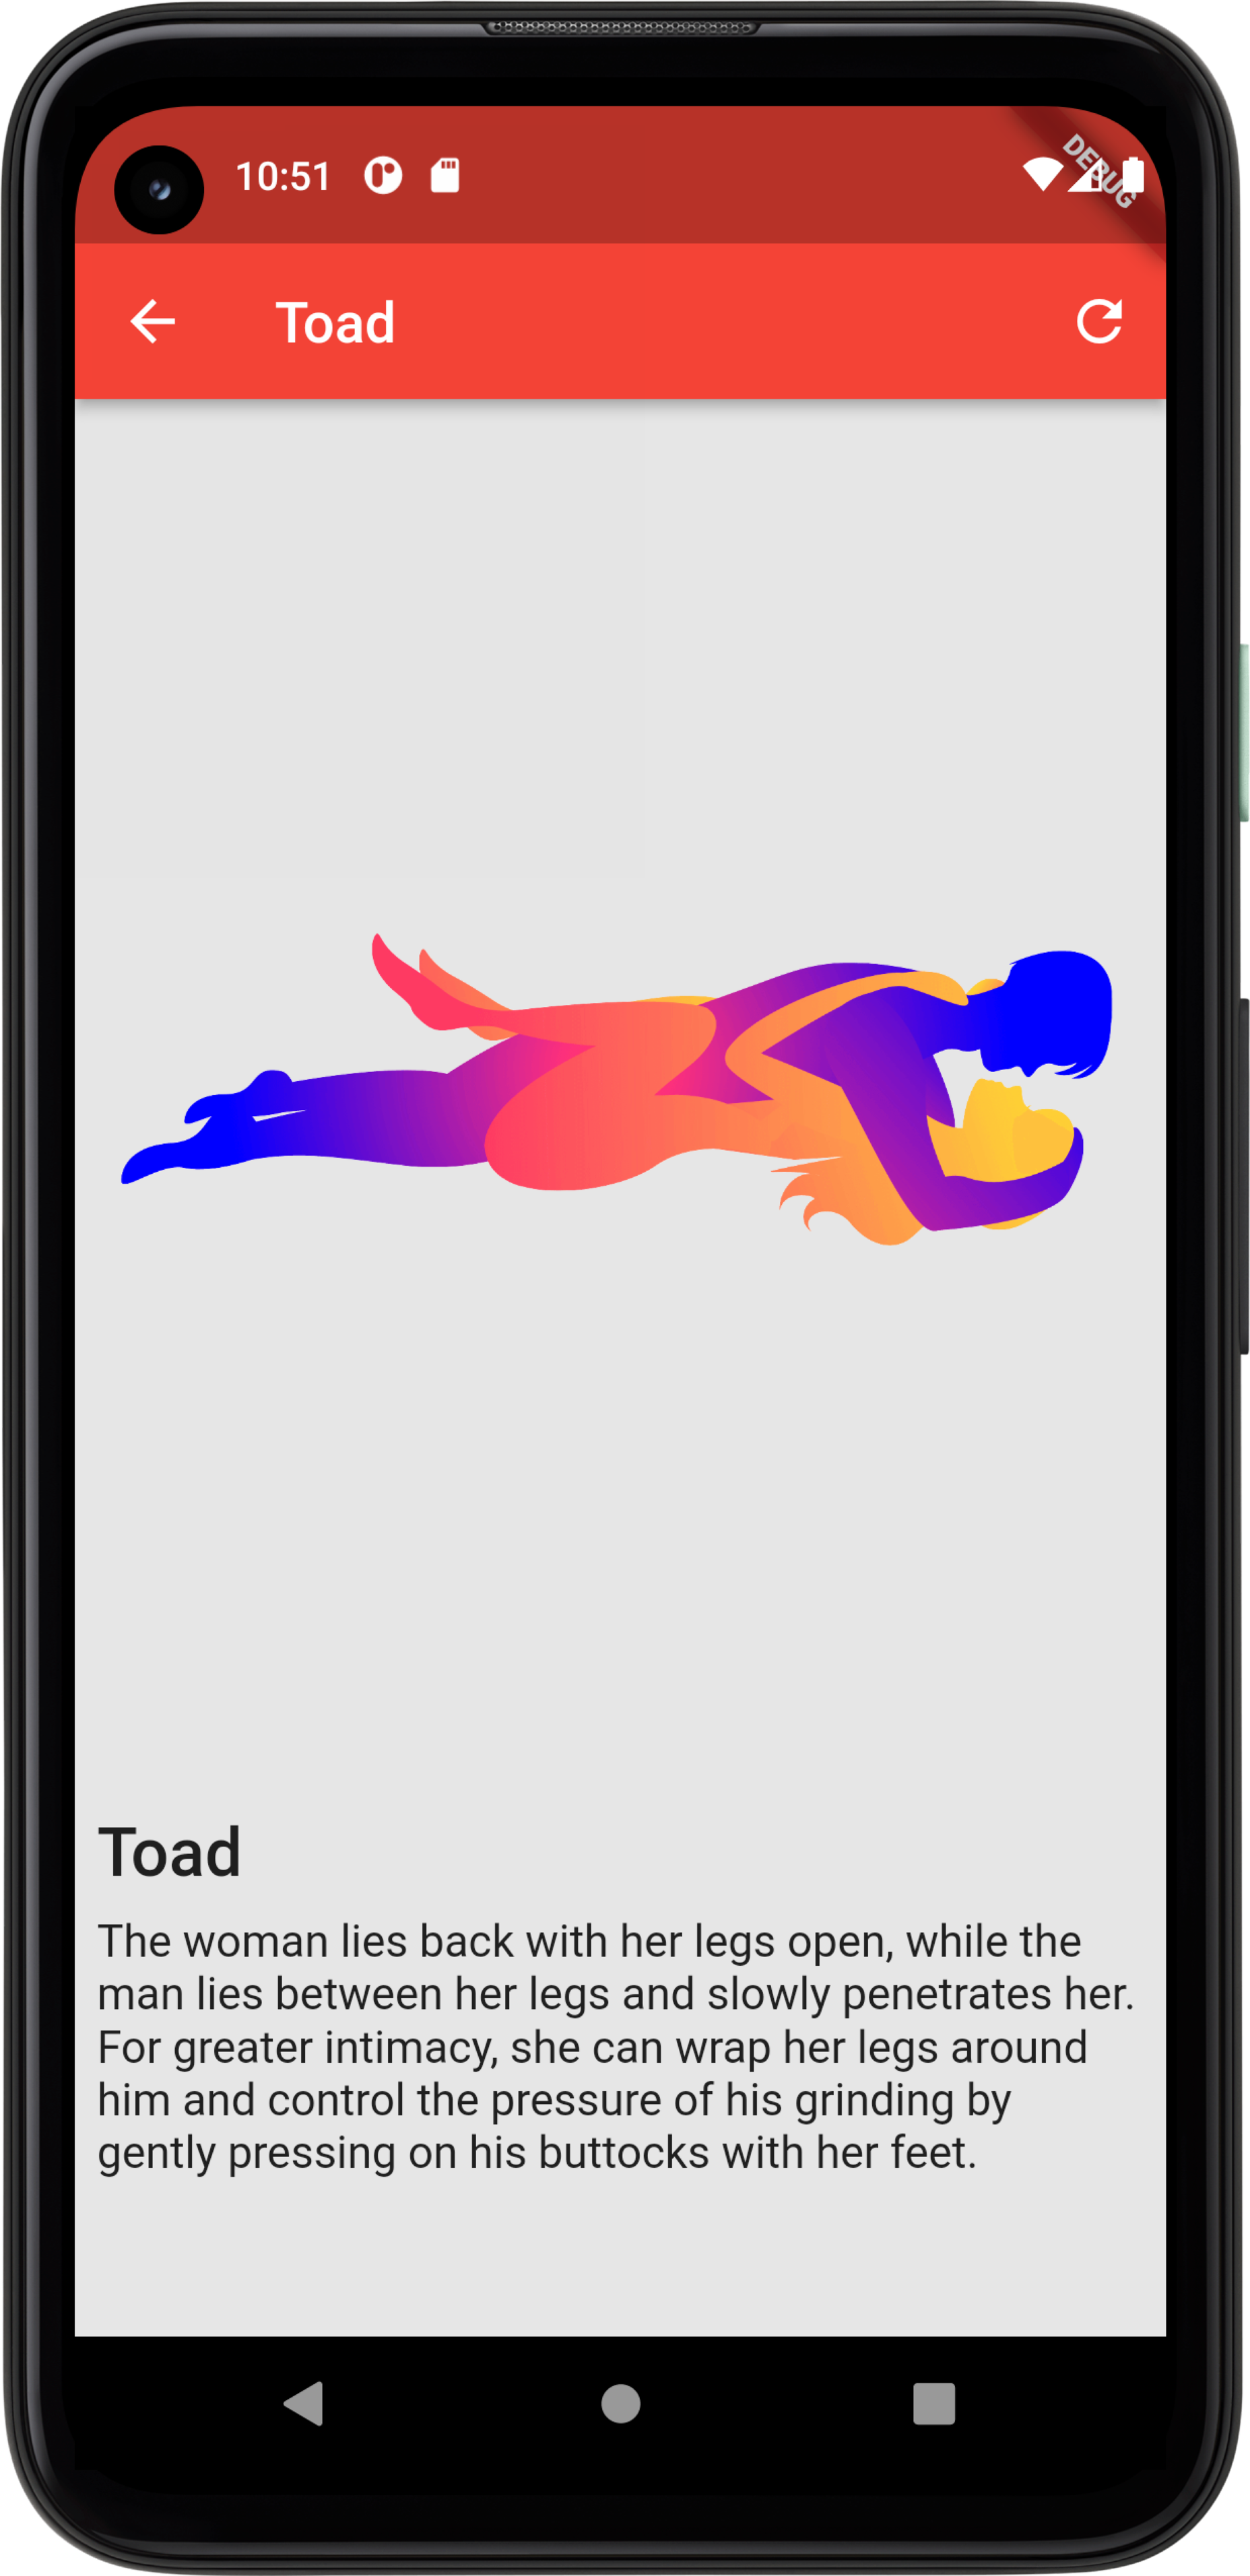 10:51
DEBUG
Toad
Toad
The woman lies back with her legs open, while the
man lies between her legs and slowly penetrates her.
For greater intimacy, she can wrap her legs around
him and control the pressure of his grinding by
gently pressing on his buttocks with her feet.